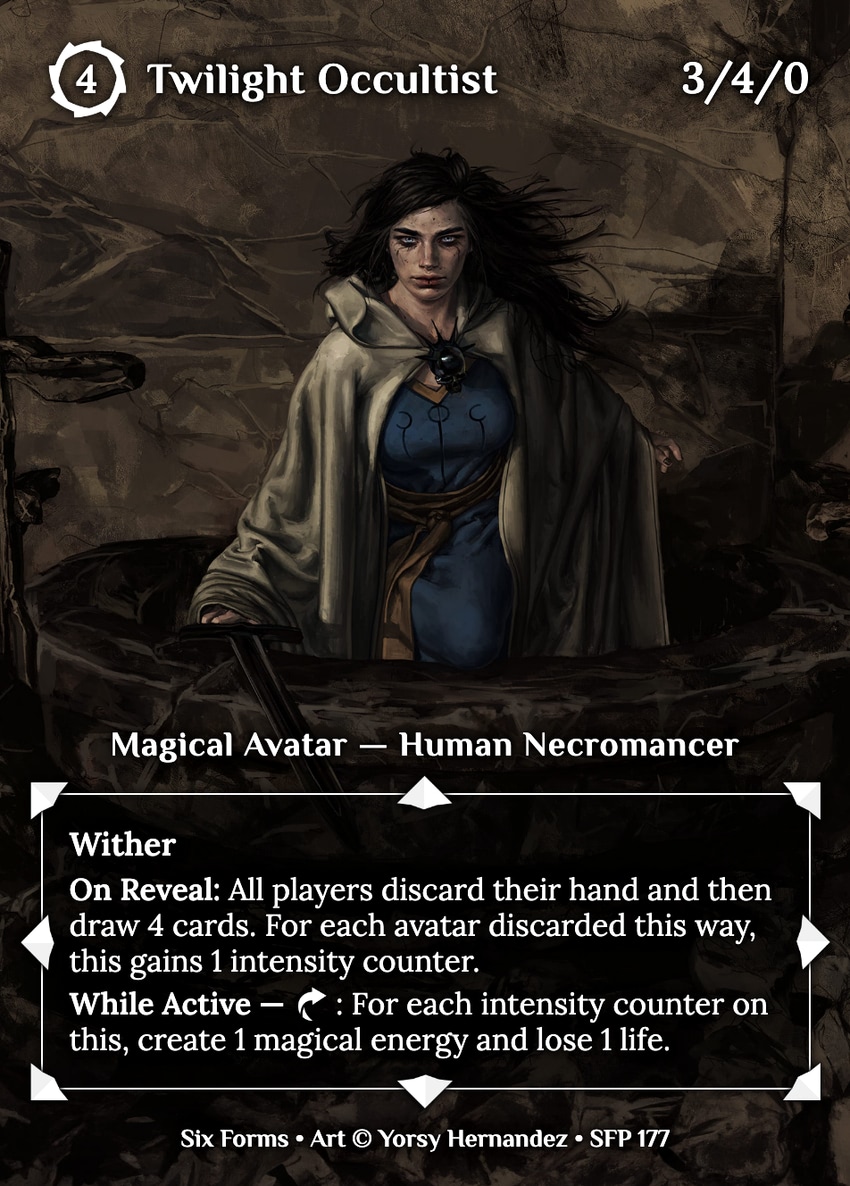 4 Twilight Occultist 3/4/0
Magical Avatar — Human Necromancer
Wither
On Reveal: All players discard their hand and then
draw 4 cards. For each avatar discarded this way,
this gains 1 intensity counter.
While Active — : For each intensity counter on
this, create 1 magical energy and lose 1 life.
Six Forms • Art © Yorsy Hernandez • SFP 177